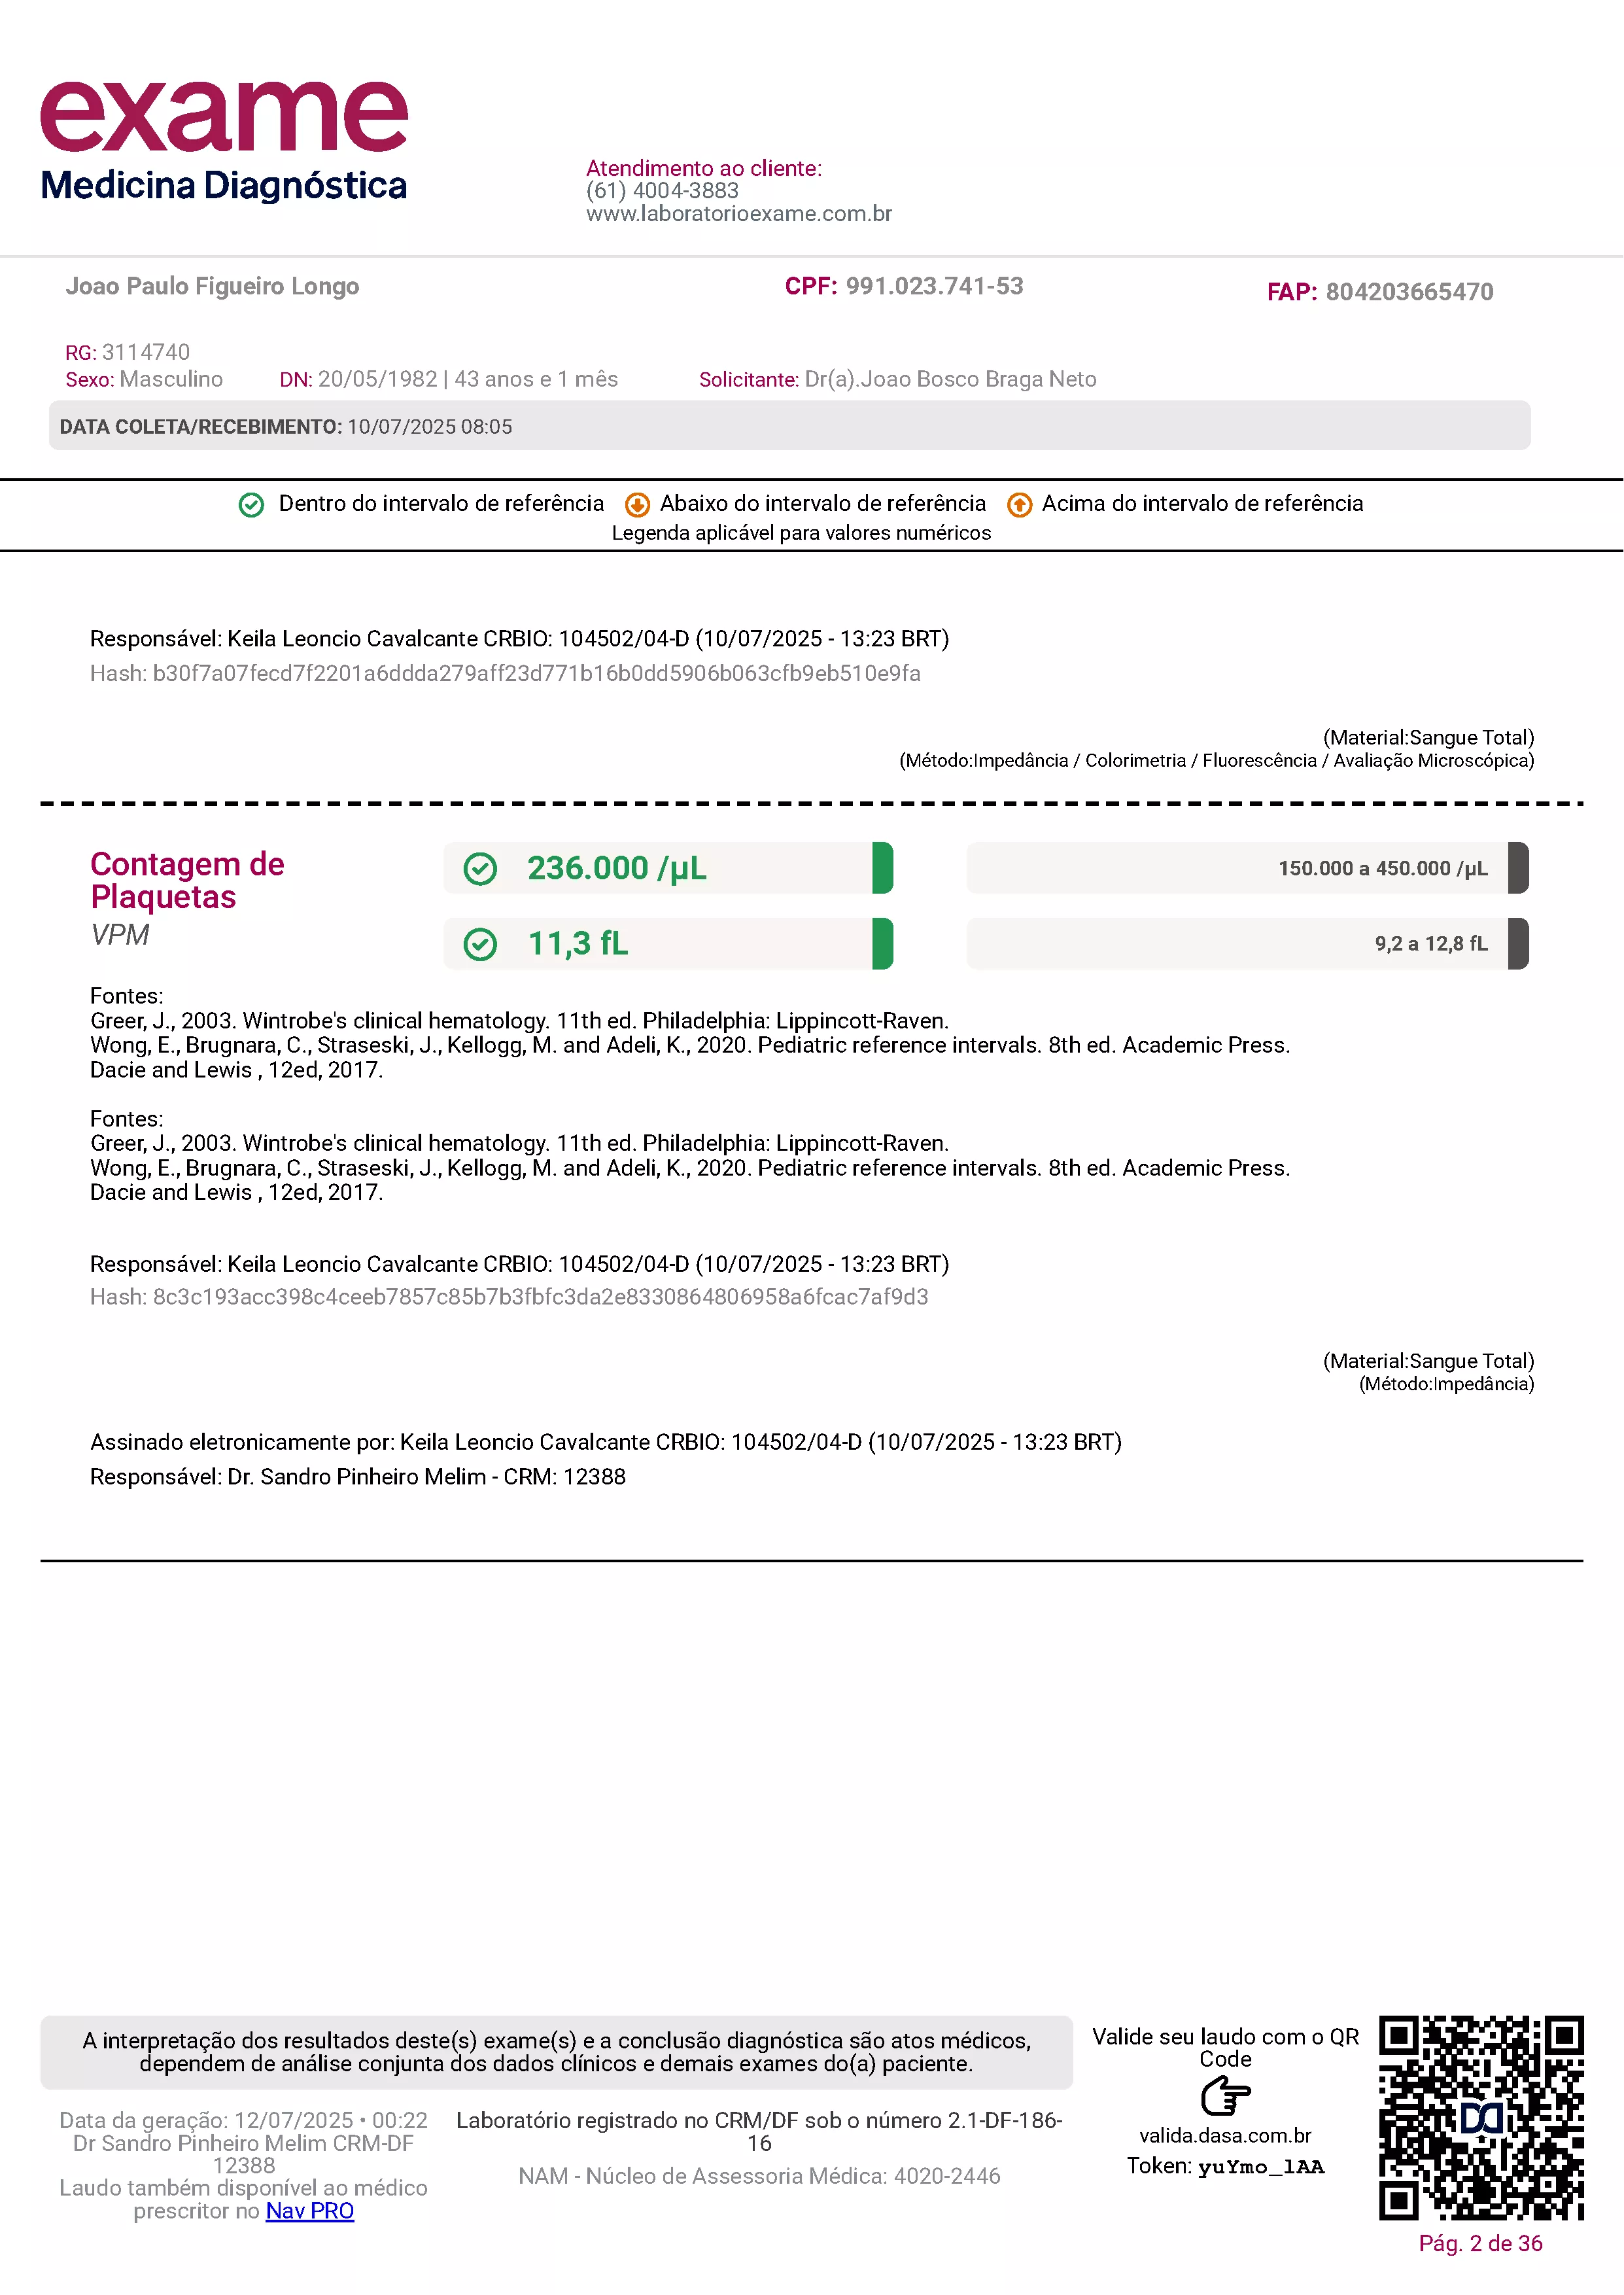 exame
Medicina Diagnóstica
Atendimento ao cliente:
(61) 4004-3883
www.laboratorioexame.com.br
Joao Paulo Figueiro Longo
CPF: 991.023.741-53
FAP: 804203665470
RG: 3114740
Sexo: Masculino DN: 20/05/1982 | 43 anos e 1 mês Solicitante: Dr(a).Joao Bosco Braga Neto
DATA COLETA/RECEBIMENTO: 10/07/2025 08:05
Dentro do intervalo de referência Abaixo do intervalo de referência Acima do intervalo de referência
Legenda aplicável para valores numéricos
Responsável: Keila Leoncio Cavalcante CRBIO: 104502/04-D (10/07/2025 - 13:23 BRT)
Hash: b30f7a07fecd7f2201a6ddda279aff23d771b16b0dd5906b063cfb9eb510e9fa
(Material:Sangue Total)
(Método:Impedância / Colorimetria / Fluorescência / Avaliação Microscópica)
Contagem de
Plaquetas
236.000 /µL
150.000 a 450.000 /µL
VPM
11,3 fL
9,2 a 12,8 fL
Fontes:
Greer, J., 2003. Wintrobe's clinical hematology. 11th ed. Philadelphia: Lippincott-Raven.
Wong, E., Brugnara, C., Straseski, J., Kellogg, M. and Adeli, K., 2020. Pediatric reference intervals. 8th ed. Academic Press.
Dacie and Lewis , 12ed, 2017.
Fontes:
Greer, J., 2003. Wintrobe's clinical hematology. 11th ed. Philadelphia: Lippincott-Raven.
Wong, E., Brugnara, C., Straseski, J., Kellogg, M. and Adeli, K., 2020. Pediatric reference intervals. 8th ed. Academic Press.
Dacie and Lewis , 12ed, 2017.
Responsável: Keila Leoncio Cavalcante CRBIO: 104502/04-D (10/07/2025 - 13:23 BRT)
Hash: 8c3c193acc398c4ceeb7857c85b7b3fbfc3da2e8330864806958a6fcac7af9d3
(Material:Sangue Total)
(Método:Impedância)
Assinado eletronicamente por: Keila Leoncio Cavalcante CRBIO: 104502/04-D (10/07/2025 - 13:23 BRT)
Responsável: Dr. Sandro Pinheiro Melim - CRM: 12388
A interpretação dos resultados deste(s) exame(s) e a conclusão diagnóstica são atos médicos,
dependem de análise conjunta dos dados clínicos e demais exames do(a) paciente.
Data da geração: 12/07/2025 • 00:22
Dr Sandro Pinheiro Melim CRM-DF
12388
Laudo também disponível ao médico
prescritor no Nav PRO
Laboratório registrado no CRM/DF sob o número 2.1-DF-186-
16
NAM - Núcleo de Assessoria Médica: 4020-2446
Valide seu laudo com o QR
Code
valida.dasa.com.br
Token: yuYmo_lAA
Pág. 2 de 36